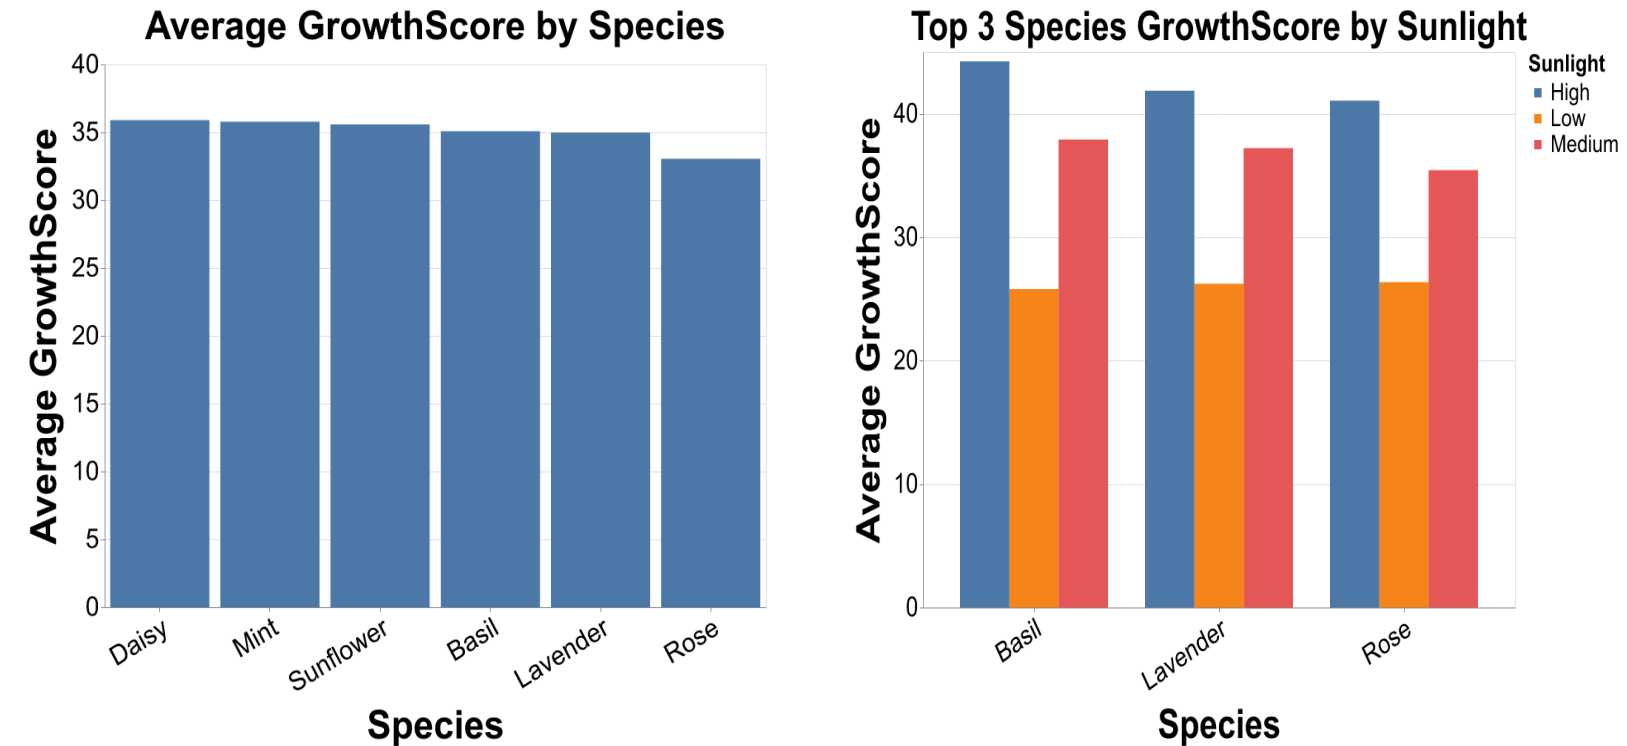 Average GrowthScore by Species
Average GrowthScore
40
35
30
25
20
15
10
5
0
Daisy
Mint
Sunflower
Basil
Lavender
Rose
Species
Top 3 Species GrowthScore by Sunlight
Average GrowthScore
40
30
20
10
0
Basil
Lavender
Rose
Species
Sunlight
High
Low
Medium